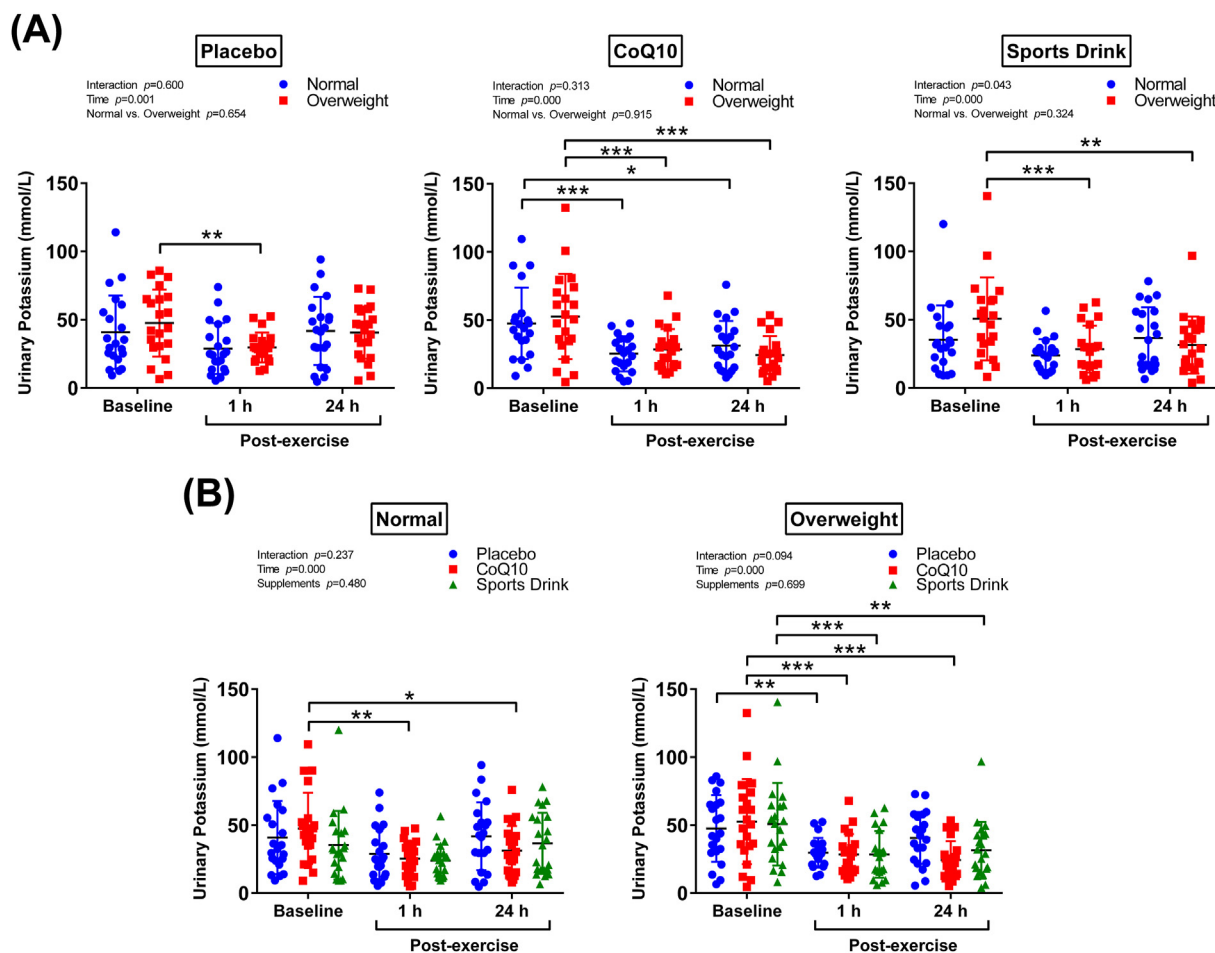 (A)
Placebo
Interaction p=0.600
Time p=0.001
Normal vs. Overweight p=0.654
Normal
Overweight
**
Urinary Potassium (mmol/L)
150
100
50
0
Baseline
1 h
24 h
Post-exercise
CoQ10
Interaction p=0.313
Time p=0.000
Normal vs. Overweight p=0.915
Normal
Overweight
***
***
*
***
Urinary Potassium (mmol/L)
150
100
50
0
Baseline
1 h
24 h
Post-exercise
Sports Drink
Interaction p=0.043
Time p=0.000
Normal vs. Overweight p=0.324
Normal
Overweight
**
***
Urinary Potassium (mmol/L)
150
100
50
0
Baseline
1 h
24 h
Post-exercise
(B)
Normal
Interaction p=0.237
Time p=0.000
Supplements p=0.480
Placebo
CoQ10
Sports Drink
*
**
Urinary Potassium (mmol/L)
150
100
50
0
Baseline
1 h
24 h
Post-exercise
Overweight
Interaction p=0.094
Time p=0.000
Supplements p=0.699
Placebo
CoQ10
Sports Drink
**
***
***
***
**
Urinary Potassium (mmol/L)
150
100
50
0
Baseline
1 h
24 h
Post-exercise